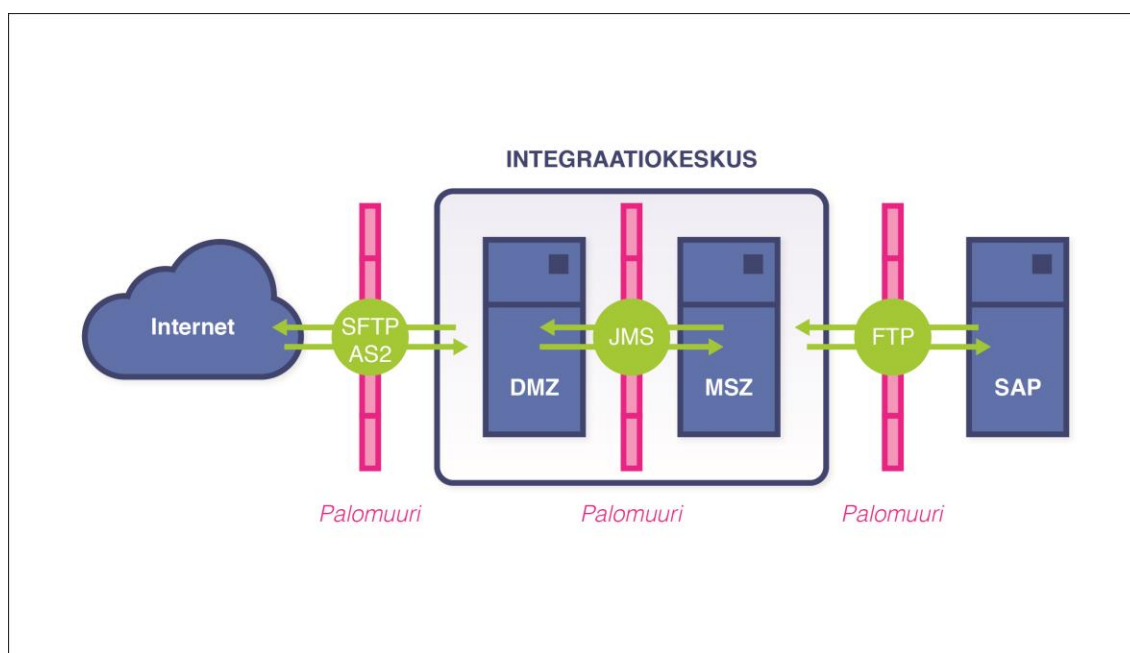 INTEGRAATIOKESKUS
Internet
SFTP
AS2
DMZ
JMS
MSZ
FTP
SAP
Palomuuri
Palomuuri
Palomuuri